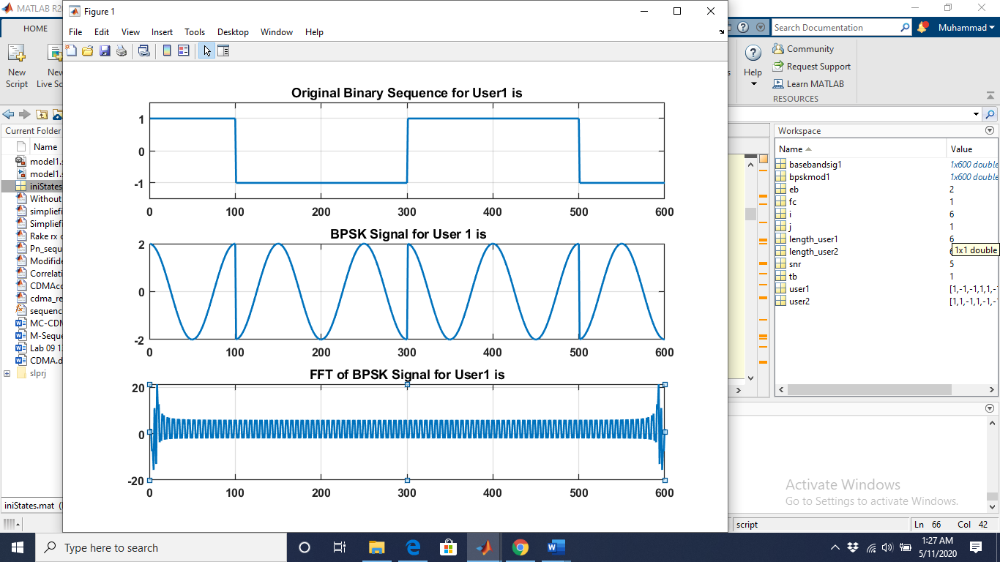 MATLAB R2
Figure 1
File Edit View Insert Tools Desktop Window Help
HOME
Search Documentation
Muhammad
New Script
New
Live Sc
Help
Community
Request Support
Learn MATLAB
RESOURCES
Current Folder
Name
model1.
model1.
iniStates
Without
simpliefi
Simplief
Rake rx
Pn_sequ
Modifide
Correlati
CDMAco
cdma_re
sequenc
MC-CDM
M-Seque
Lab 09 1
CDMA.d
slprj
iniStates.mat
Original Binary Sequence for User1 is
1
0
-1
0 100 200 300 400 500 600
BPSK Signal for User 1 is
2
0
-2
0 100 200 300 400 500 600
FFT of BPSK Signal for User1 is
20
0
-20
0 100 200 300 400 500 600
Workspace
Name Value
basebandsig1 1x600 double
bpskmod1 1x600 double
eb 2
fc 1
i 6
j 1
length_user1 6
length_user2
1x1 double
snr 5
tb 1
user1 [1,-1,-1,1,1,-
user2 [1,1,-1,1,-1,-
Activate Windows
Go to Settings to activate Windows.
script
Ln 66 Col 42
Type here to search
1:27 AM
5/11/2020